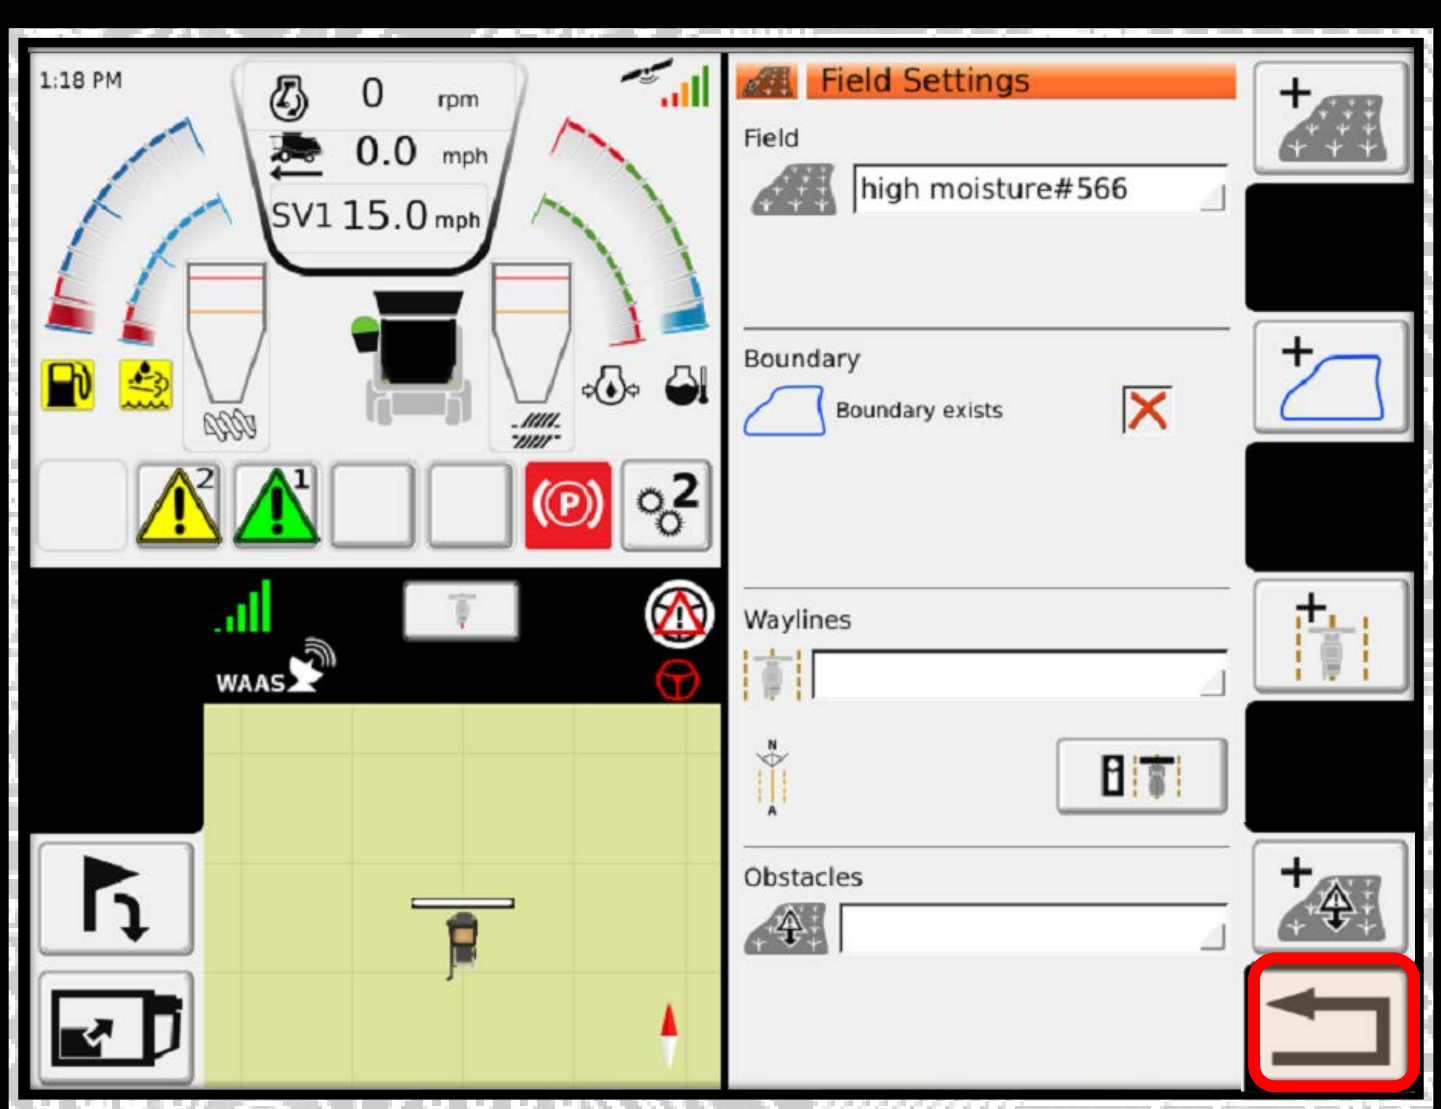 1:18 PM
0 rpm
0.0 mph
SV1 15.0 mph
2
1
P
2
WAAS
Field Settings
Field
high moisture#566
Boundary
Boundary exists
Waylines
N
A
Obstacles